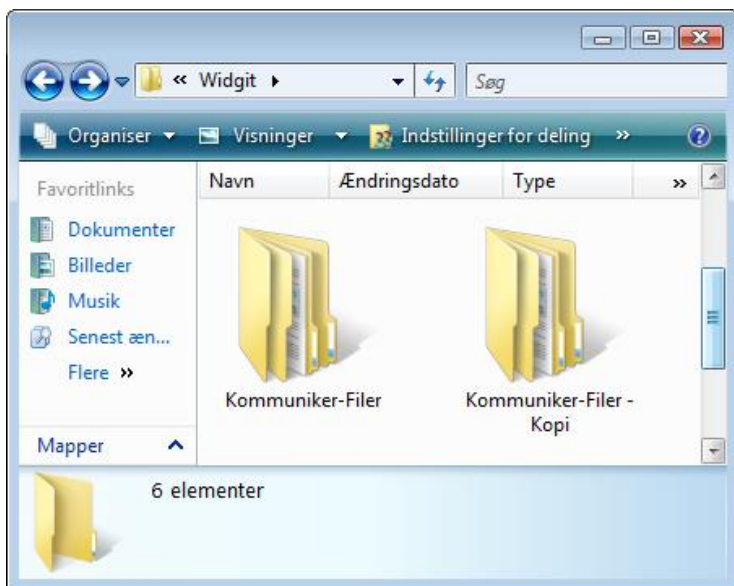 « Widgit
Søg
Organiser Visninger Indstillinger for deling »
Favoritlinks
Navn Ændringsdato Type »
Dokumenter
Billeder
Musik
Senest æn...
Flere »
Kommuniker-Filer
Kommuniker-Filer -
Kopi
Mapper
6 elementer